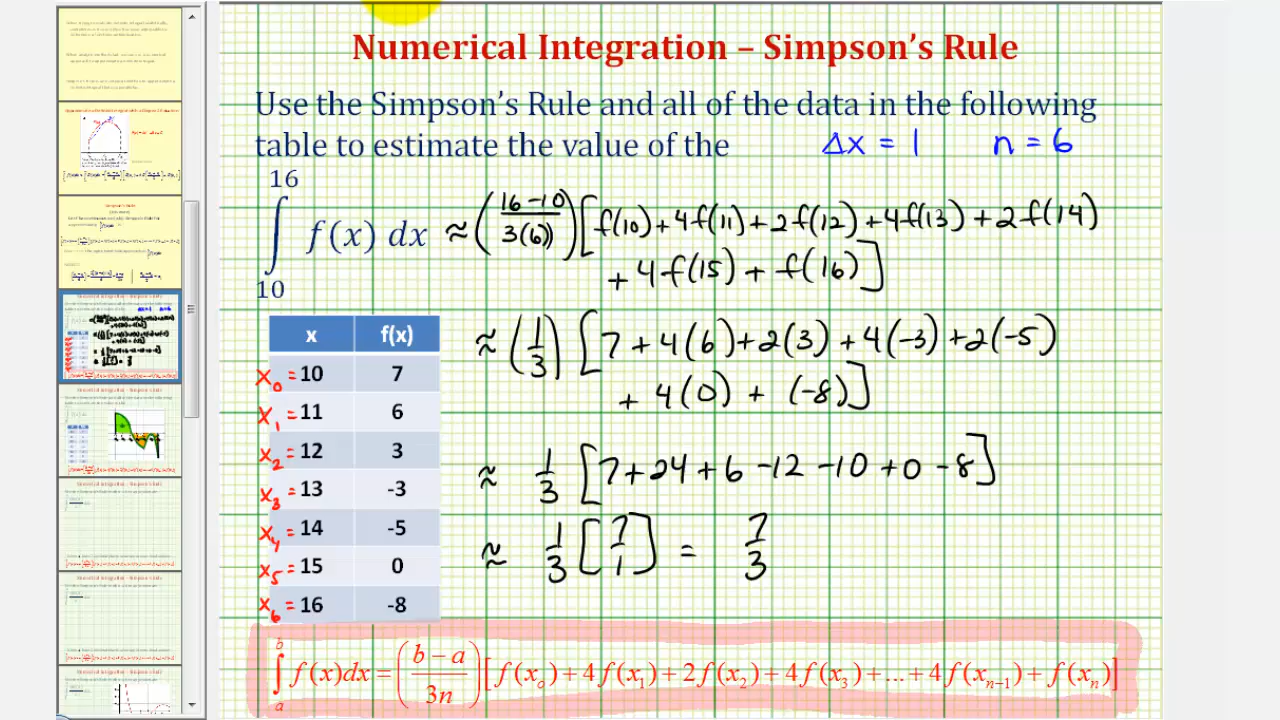 Numerical Integration – Simpson's Rule
Use the Simpson's Rule and all of the data in the following
table to estimate the value of the Δx = 1 n = 6
∫₁₀¹⁶ f(x) dx ≈ ((16-10)/(3(6))) [f(10) + 4f(11) + 2f(12) + 4f(13) + 2f(14)
+ 4f(15) + f(16)]
≈ (1/3) [7 + 4(6) + 2(3) + 4(-3) + 2(-5)
+ 4(0) + (-8)]
≈ 1/3 [7 + 24 + 6 - 12 - 10 + 0 - 8]
≈ 1/3 [7/1] = 7/3
x f(x)
x₀ = 10 7
x₁ = 11 6
x₂ = 12 3
x₃ = 13 -3
x₄ = 14 -5
x₅ = 15 0
x₆ = 16 -8
∫ₐᵇ f(x)dx = ((b – a)/3n) [f(x₀) + 4f(x₁) + 2f(x₂) + 4f(x₃) + ... + 4f(xₙ₋₁) + f(xₙ)]